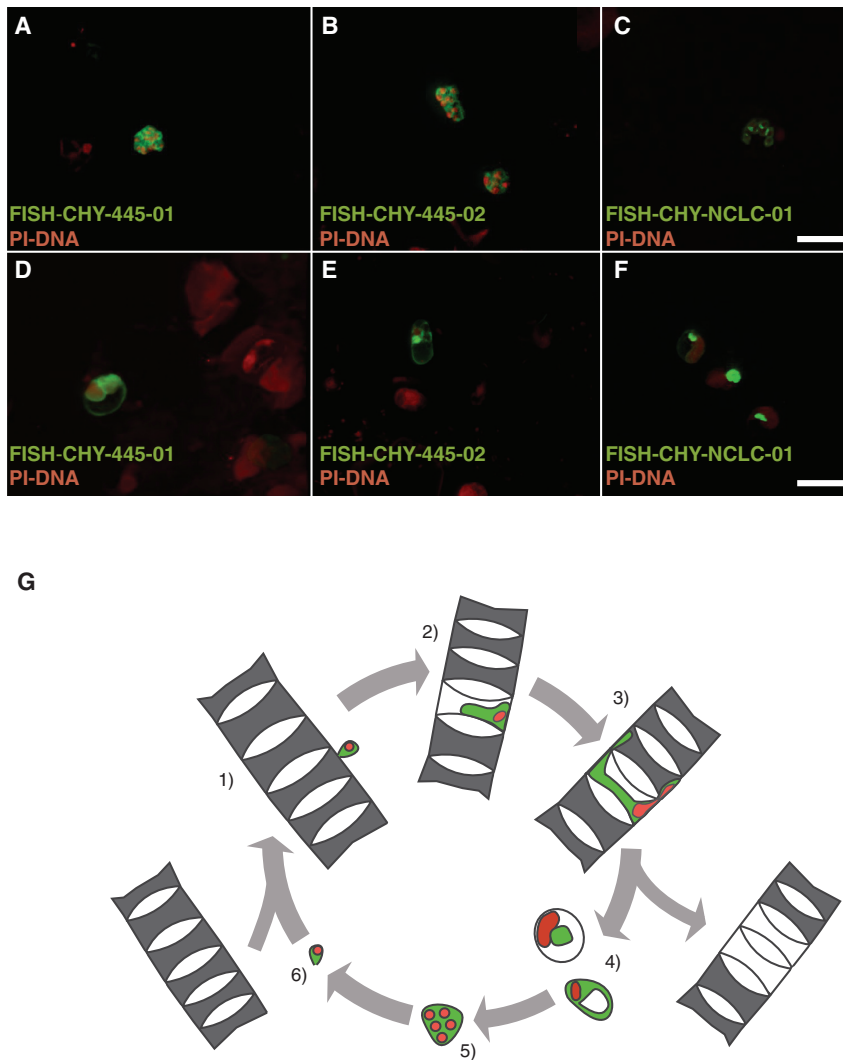 A
B
C
FISH-CHY-445-01
PI-DNA
FISH-CHY-445-02
PI-DNA
FISH-CHY-NCLC-01
PI-DNA
D
E
F
FISH-CHY-445-01
PI-DNA
FISH-CHY-445-02
PI-DNA
FISH-CHY-NCLC-01
PI-DNA
G
2)
3)
1)
4)
6)
5)